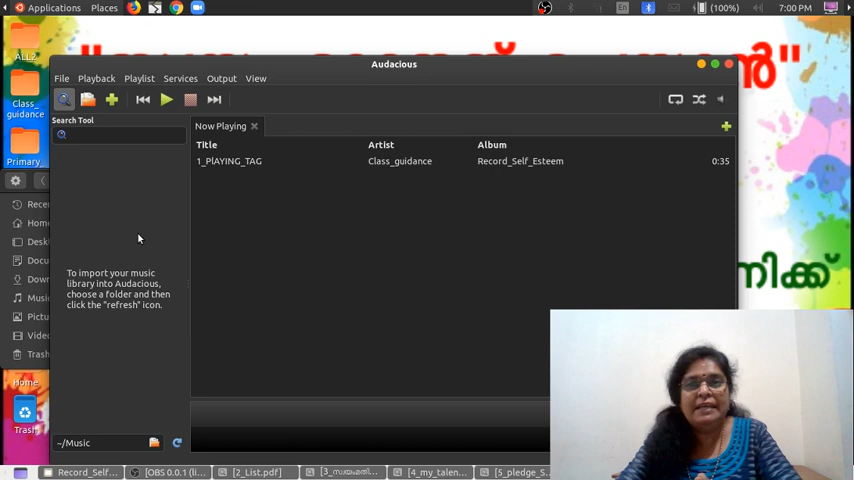 Applications Places En (100%) 7:00 PM
ALL2
Class_
guidance
Primary_
Audacious
File Playback Playlist Services Output View
Search Tool
Now Playing
Title Artist Album
1_PlAYING_TAG Class_guidance Record_Self_Esteem 0:35
To import your music
library into Audacious,
choose a folder and then
click the "refresh" icon.
~/Music
Recen
Home
Deskt
Docu
Down
Music
Pictu
Video
Trash
Home
Trash
നിക്ക്
Record_Self... [OBS 0.0.1 (li... [2_List.pdf] [4_my_talen... [5_pledge_S...